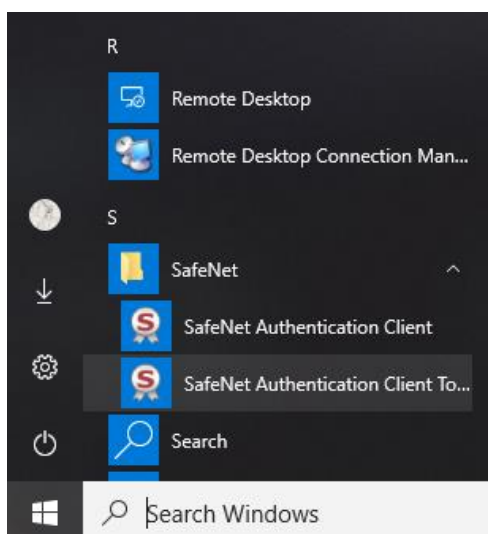 R
Remote Desktop
Remote Desktop Connection Man...
S
SafeNet
SafeNet Authentication Client
SafeNet Authentication Client To...
Search
Search Windows